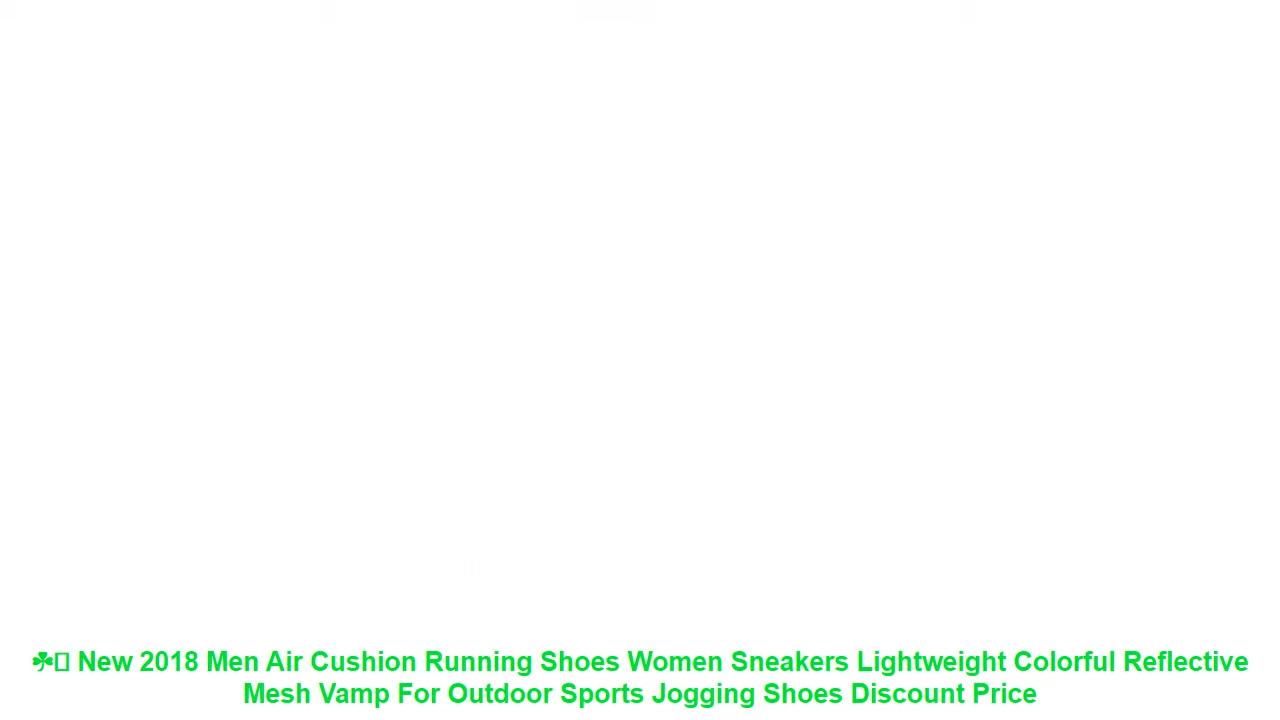 ☘️ New 2018 Men Air Cushion Running Shoes Women Sneakers Lightweight Colorful Reflective
Mesh Vamp For Outdoor Sports Jogging Shoes Discount Price